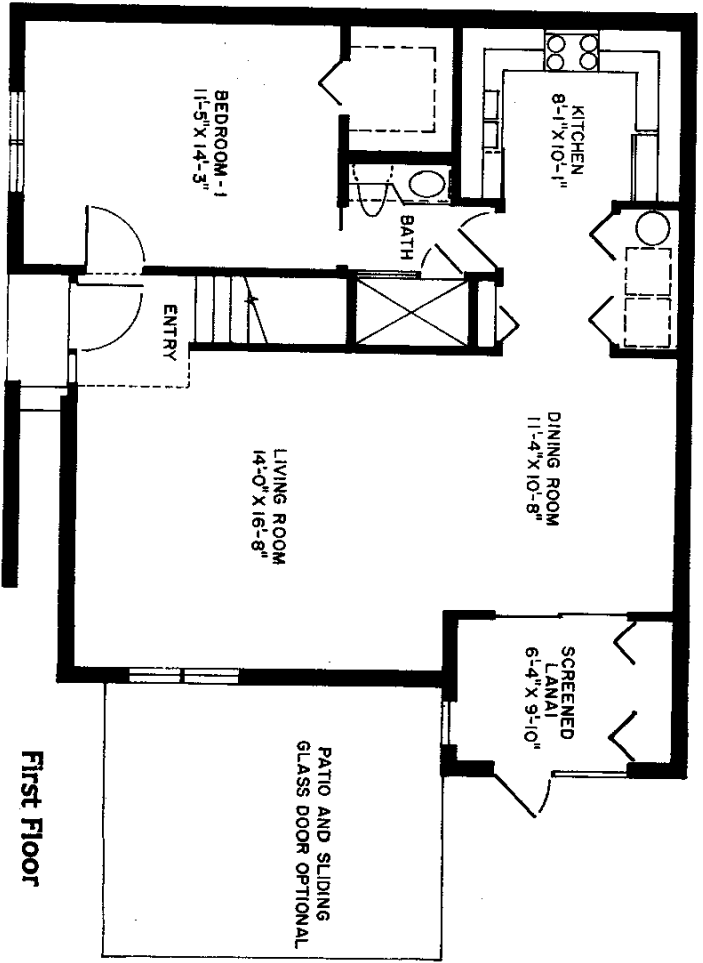 BEDROOM-1
11'-5" X 14'-3"
KITCHEN
8'-1" X 10'-1"
BATH
ENTRY
LIVING ROOM
14'-0" X 16'-8"
DINING ROOM
11'-4" X 10'-8"
SCREENED
LANAI
6'-4" X 9'-10"
PATIO AND SLIDING
GLASS DOOR OPTIONAL
First Floor